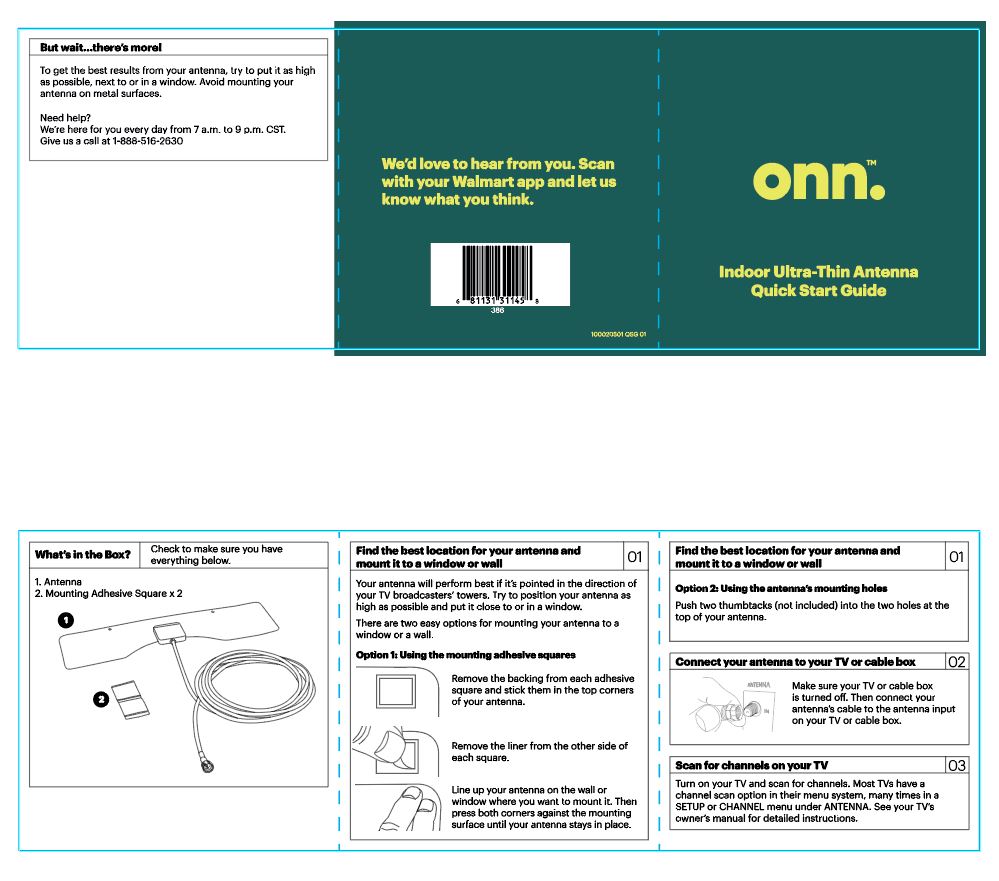 But wait...there's more!
To get the best results from your antenna, try to put it as high
as possible, next to or in a window. Avoid mounting your
antenna on metal surfaces.
Need help?
We're here for you every day from 7 a.m. to 9 p.m. CST.
Give us a call at 1-888-516-2630
We'd love to hear from you. Scan
with your Walmart app and let us
know what you think.
6 81131 31145 8
386
100020501 QSG 01
onn.™
Indoor Ultra-Thin Antenna
Quick Start Guide
What's in the Box?
Check to make sure you have
everything below.
1. Antenna
2. Mounting Adhesive Square x 2
1
2
Find the best location for your antenna and
mount it to a window or wall
01
Your antenna will perform best if it's pointed in the direction of
your TV broadcasters' towers. Try to position your antenna as
high as possible and put it close to or in a window.
There are two easy options for mounting your antenna to a
window or a wall.
Option 1: Using the mounting adhesive squares
Remove the backing from each adhesive
square and stick them in the top corners
of your antenna.
Remove the liner from the other side of
each square.
Line up your antenna on the wall or
window where you want to mount it. Then
press both corners against the mounting
surface until your antenna stays in place.
Find the best location for your antenna and
mount it to a window or wall
01
Option 2: Using the antenna's mounting holes
Push two thumbtacks (not included) into the two holes at the
top of your antenna.
Connect your antenna to your TV or cable box
02
ANTENNA
IN
Make sure your TV or cable box
is turned off. Then connect your
antenna's cable to the antenna input
on your TV or cable box.
Scan for channels on your TV
03
Turn on your TV and scan for channels. Most TVs have a
channel scan option in their menu system, many times in a
SETUP or CHANNEL menu under ANTENNA. See your TV's
owner's manual for detailed instructions.